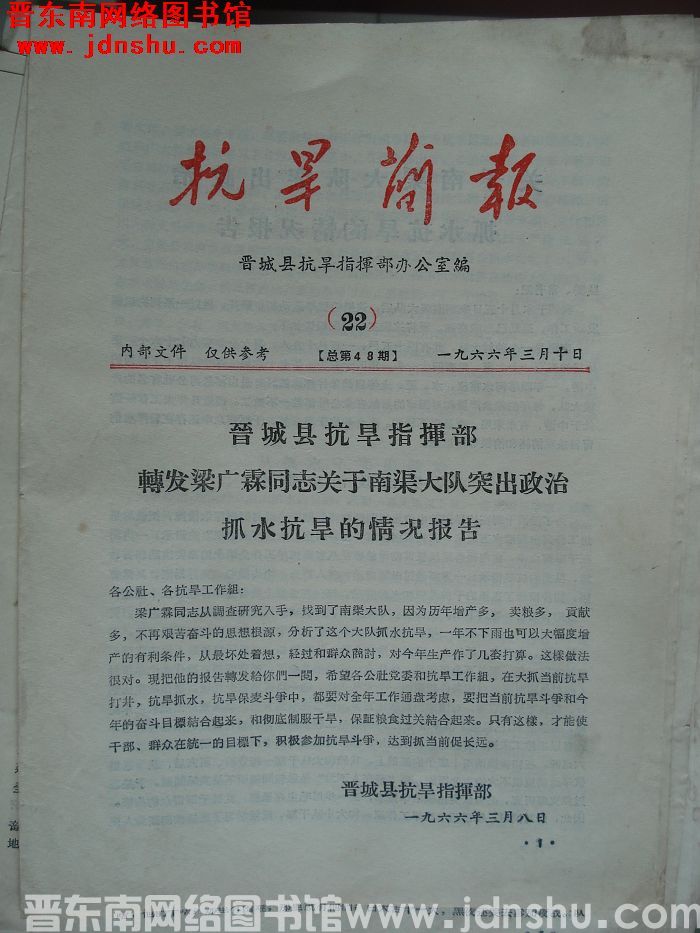 晋东南网络图书馆
www.jdnshu.com
抗旱簡報
晋城县抗旱指揮部办公室編
（22）
内部文件 仅供参考 【总第48期】 一九六六年三月十日
晉城县抗旱指揮部
轉发梁广霖同志关于南渠大队突出政治
抓水抗旱的情况报告
各公社、各抗旱工作組：
梁广霖同志从調查研究入手，找到了南渠大队，因为历年增产多， 卖粮多， 貢献
多，不再艰苦奋斗的思想根源，分析了这个大队抓水抗旱，一年不下雨也可以大幅度增
产的有利条件，从最坏处着想，經过和群众商討，对今年生产作了几套打算。这样做法
很对。現把他的报告轉发給你們一閱，希望各公社党委和抗旱工作組，在大抓当前抗旱
打井，抗旱抓水，抗旱保麦斗爭中，都要对全年工作通盘考虑，要把当前抗旱斗爭和今
年的奋斗目標結合起来，和彻底制服干旱，保証粮食过关結合起来。只有这样，才能使
干部、群众在統一的目標下，积极参加抗旱斗爭，达到抓当前促长远。
晋城县抗旱指揮部
一九六六年三月八日
·1·
晋东南网络图书馆 www.jdnshu.com